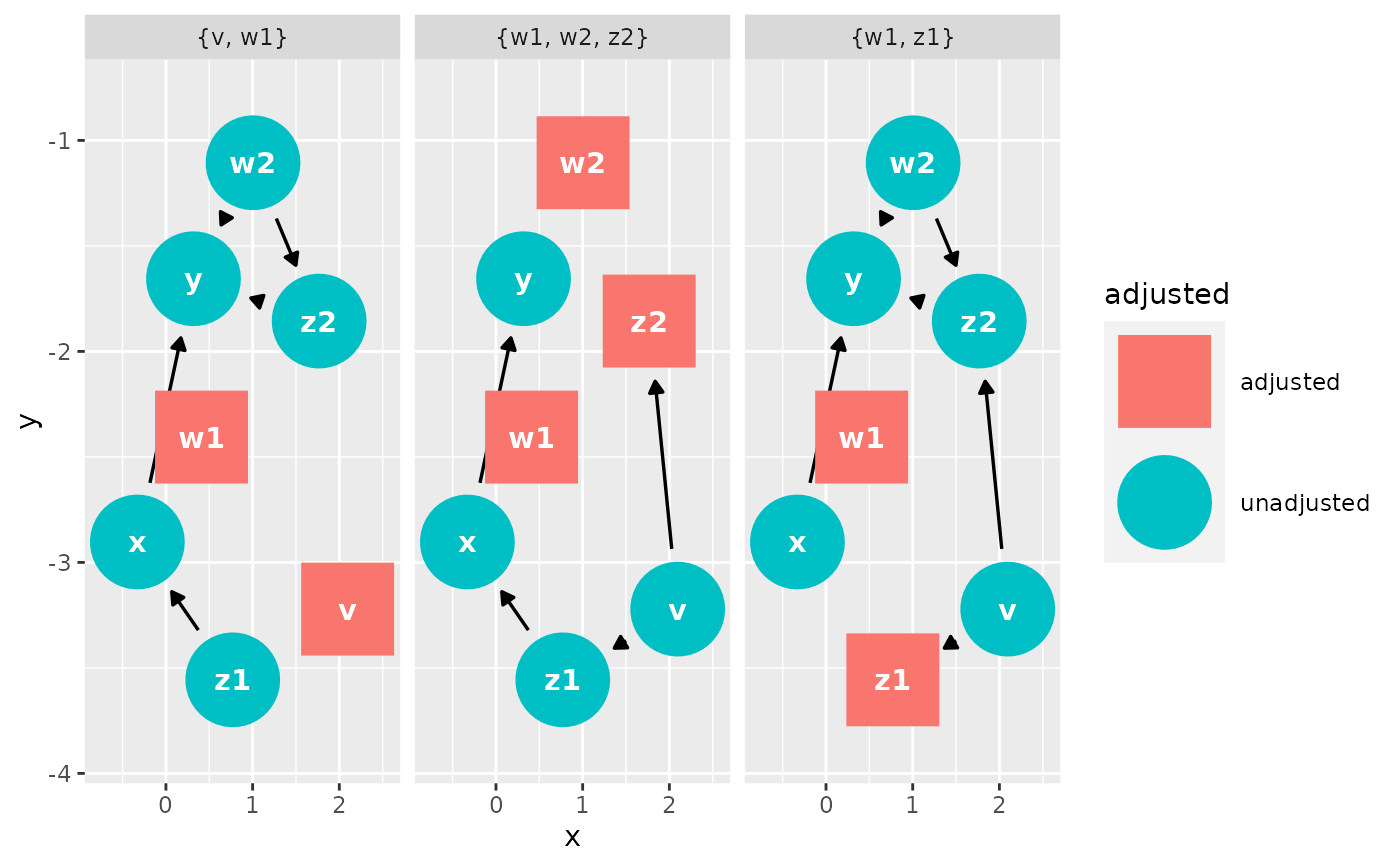 {v, w1}
{w1, w2, z2}
{w1, z1}
w2
y
z2
w1
x
v
z1
w2
y
z2
w1
x
v
z1
w2
y
z2
w1
x
v
z1
-1
-2
-3
-4
y
0 1 2
0 1 2
0 1 2
x
adjusted
adjusted
unadjusted